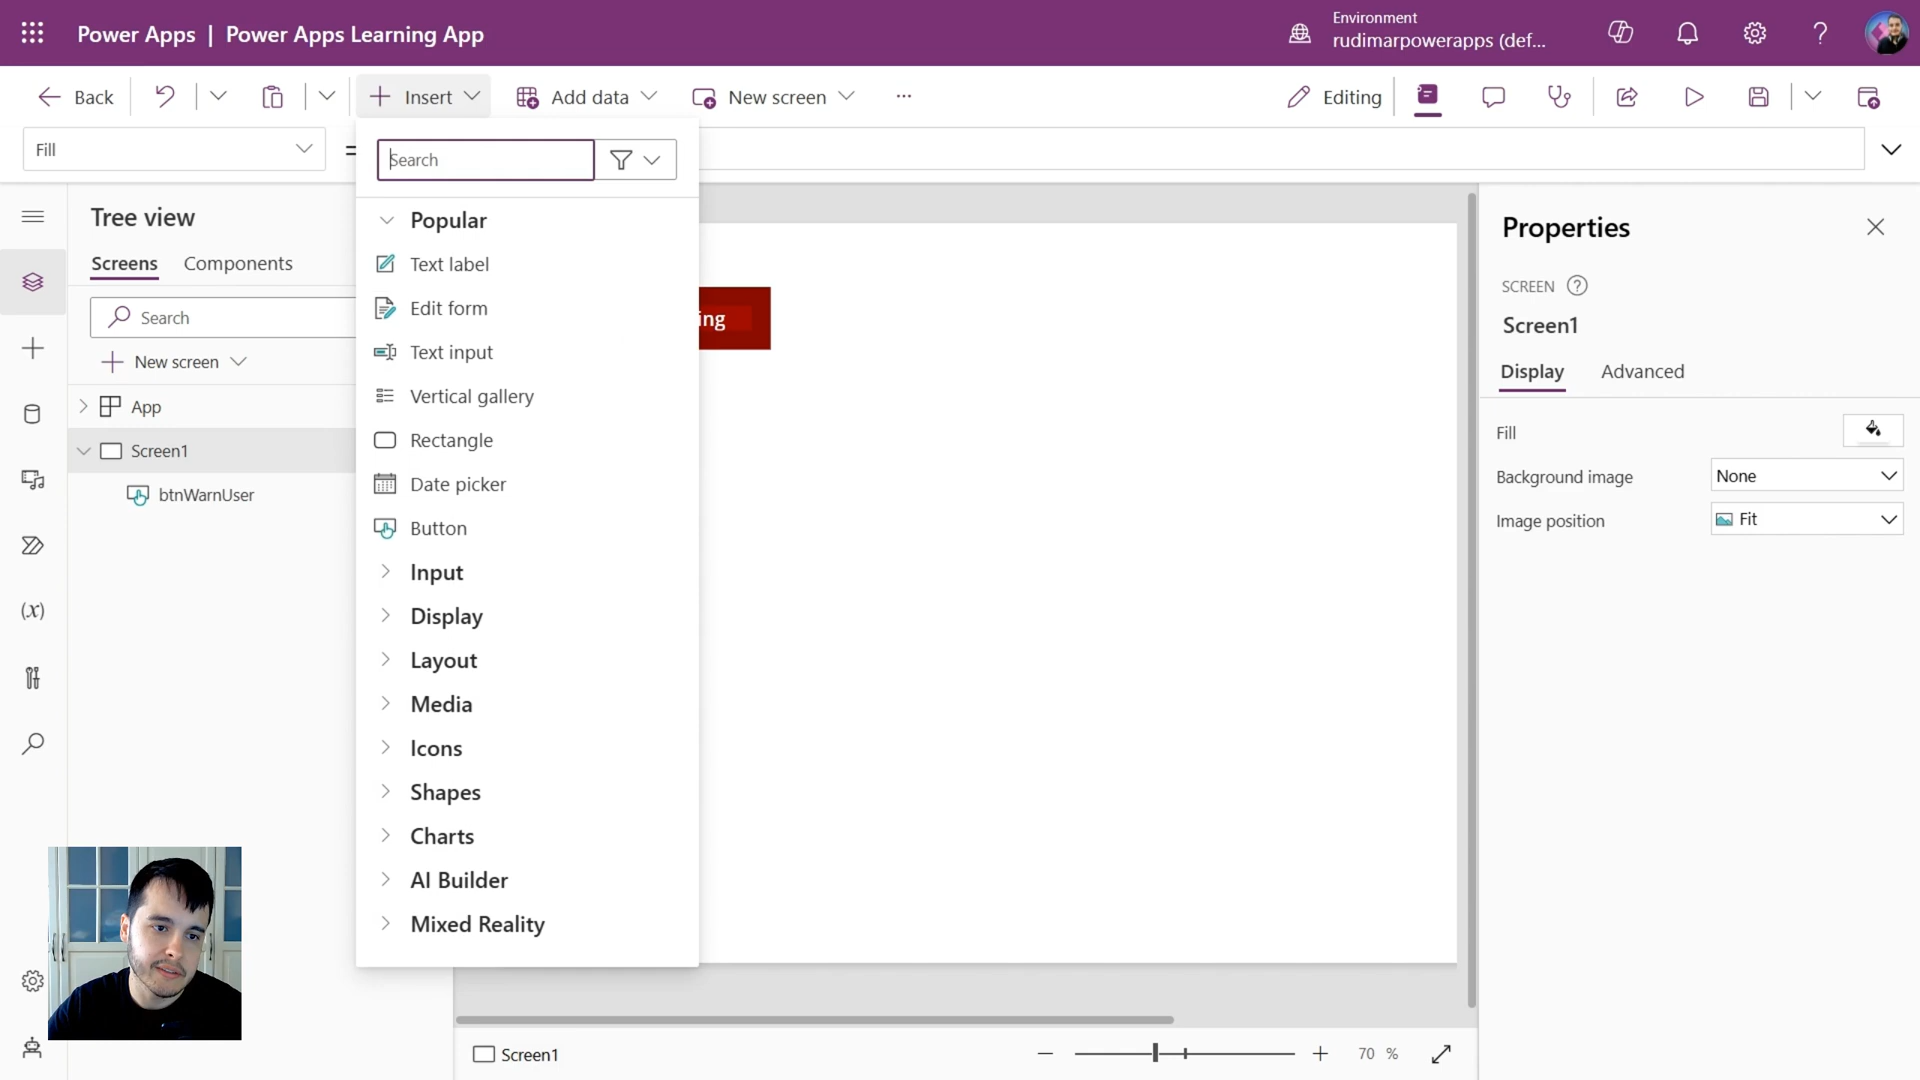 Power Apps | Power Apps Learning App
Environment
rudimarpowerapps (def...
Back
Insert
Add data
New screen
...
Editing
Fill
=
Search
Popular
Text label
Edit form
Text input
Vertical gallery
Rectangle
Date picker
Button
Input
Display
Layout
Media
Icons
Shapes
Charts
AI Builder
Mixed Reality
Tree view
Screens
Components
Search
New screen
App
Screen1
btnWarnUser
(x)
ing
Properties
SCREEN
Screen1
Display
Advanced
Fill
Background image
None
Image position
Fit
Screen1
70 %